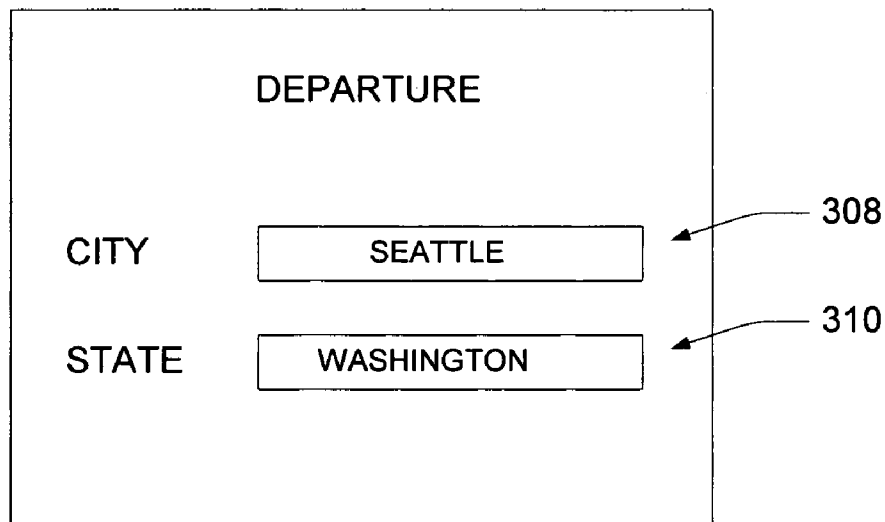 DEPARTURE
308
CITY SEATTLE
310
STATE WASHINGTON